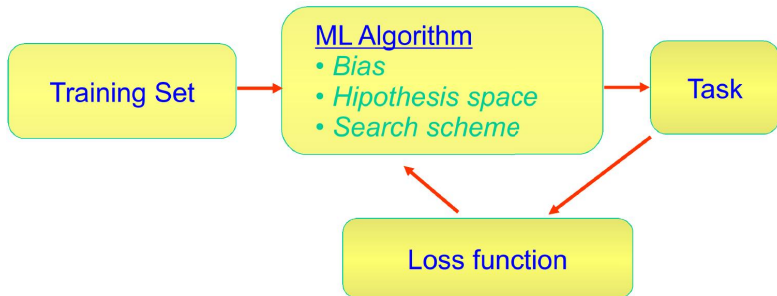 Training Set
ML Algorithm
• Bias
• Hipothesis space
• Search scheme
Task
Loss function